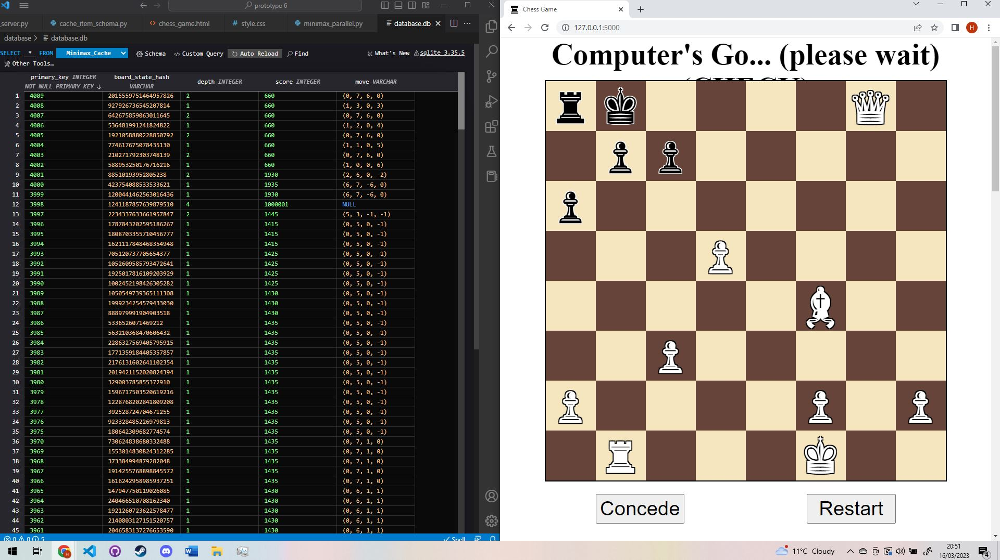 prototype 6
_server.py cache_item_schema.py chess_game.html style.css minimax_parallel.py database.db
database > database.db
SELECT * FROM Minimax_Cache Schema Custom Query Auto Reload Find What's New sqlite 3.35.5
Other Tools…
primary_key INTEGER NOT NULL PRIMARY KEY board_state_hash VARCHAR depth INTEGER score INTEGER move VARCHAR
1 4009 2015559751464957826 2 660 (0, 7, 6, 0)
2 4008 927926736545207814 1 660 (1, 3, 0, 3)
3 4007 642675859063011645 2 660 (0, 7, 6, 0)
4 4006 536481991241824822 1 660 (1, 2, 0, 4)
5 4005 1921058880228850792 2 660 (0, 7, 6, 0)
6 4004 774617675078435130 1 660 (1, 1, 0, 5)
7 4003 210271792303748139 2 660 (0, 7, 6, 0)
8 4002 588953250176716216 1 660 (1, 0, 0, 6)
9 4001 88510193952805238 2 1930 (2, 6, 0, -2)
10 4000 423754088533533621 1 1935 (6, 7, -6, 0)
11 3999 1200441462563016436 1 1930 (6, 7, -6, 0)
12 3998 1241187857639879510 4 1000001 NULL
13 3997 2234337633661957847 2 1445 (5, 3, -1, -1)
14 3996 1787843202595186267 1 1415 (0, 5, 0, -1)
15 3995 1808703355710456777 1 1415 (0, 5, 0, -1)
16 3994 1621117848468354948 1 1415 (0, 5, 0, -1)
17 3993 705120737705654377 1 1425 (0, 5, 0, -1)
18 3992 1052609585793472641 1 1425 (0, 5, 0, -1)
19 3991 1925017816109203929 1 1425 (0, 5, 0, -1)
20 3990 1002452198426305282 1 1425 (0, 5, 0, -1)
21 3989 1050549739365111308 1 1430 (0, 5, 0, -1)
22 3988 1999234254579433030 1 1430 (0, 5, 0, -1)
23 3987 888979991904903518 1 1430 (0, 5, 0, -1)
24 3986 5336526071469212 1 1435 (0, 5, 0, -1)
25 3985 563210368470606432 1 1435 (0, 5, 0, -1)
26 3984 2286327569405795915 1 1435 (0, 5, 0, -1)
27 3983 1771359184405357857 1 1435 (0, 5, 0, -1)
28 3982 2176131602641102354 1 1435 (0, 5, 0, -1)
29 3981 2019421152020824394 1 1435 (0, 5, 0, -1)
30 3980 329003785855372910 1 1435 (0, 5, 0, -1)
31 3979 1596717503520619216 1 1435 (0, 5, 0, -1)
32 3978 1228768202841809208 1 1435 (0, 5, 0, -1)
33 3977 392528724704671255 1 1435 (0, 5, 0, -1)
34 3976 923328485226979813 1 1435 (0, 5, 0, -1)
35 3975 180642309682774574 1 1435 (0, 5, 0, -1)
36 3970 730624838680332488 1 1435 (0, 7, 1, 0)
37 3969 1553014830824312285 1 1435 (0, 7, 1, 0)
38 3968 373384994879282048 1 1435 (0, 7, 1, 0)
39 3967 1914255768898845572 1 1435 (0, 7, 1, 0)
40 3966 1616242958985937251 1 1435 (0, 7, 1, 0)
41 3965 147947750119026085 1 1430 (0, 6, 1, 1)
42 3964 240466510708162340 1 1430 (0, 6, 1, 1)
43 3963 1921260723622578477 1 1430 (0, 6, 1, 1)
44 3962 2140803127151520757 1 1430 (0, 6, 1, 1)
45 3961 2046583137276653590 1 1430 (0, 6, 1, 1)
0 0 5 Spell
Chess Game
127.0.0.1:5000
H
Computer's Go... (please wait)
(CHECK)
Concede Restart
11°C Cloudy
20:51
16/03/2023
4